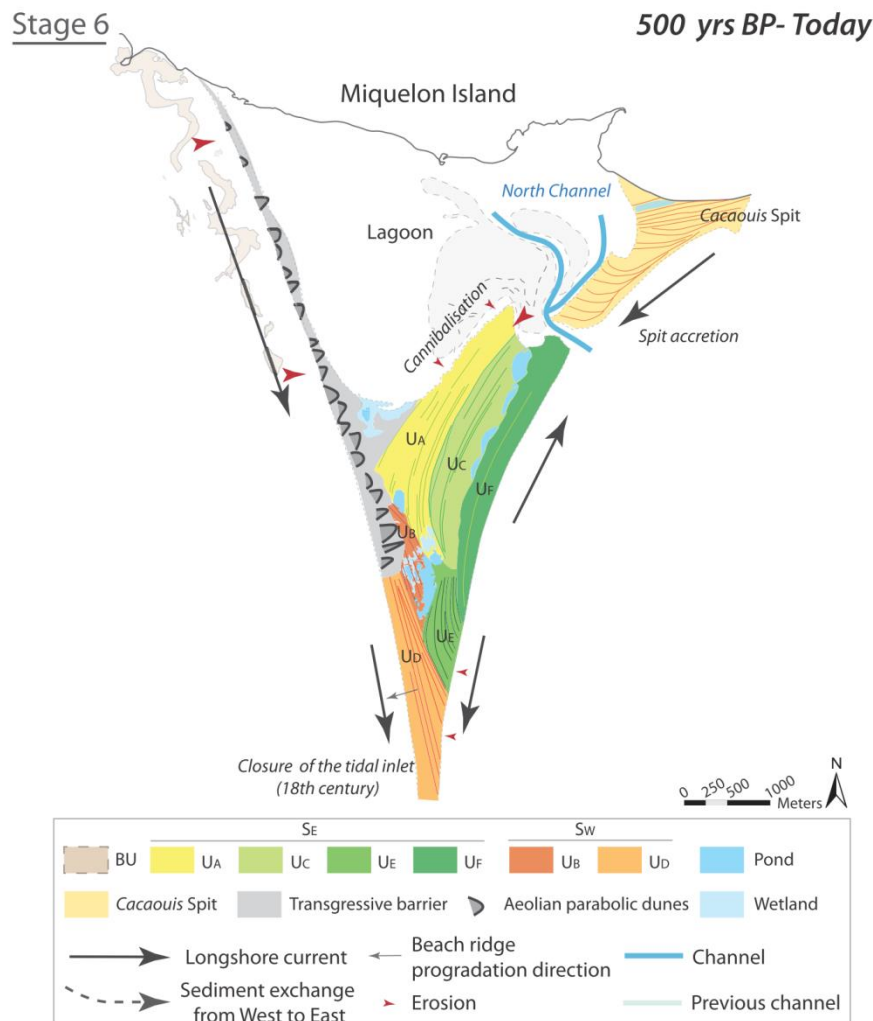 Stage 6
500 yrs BP- Today
Miquelon Island
North Channel
Lagoon
Cacaouis Spit
Cannibalisation
Spit accretion
UA
UC
UF
UB
UE
UD
Closure of the tidal inlet
(18th century)
N
0 250 500 1000
Meters
SE SW
BU UA UC UE UF UB UD Pond
Cacaouis Spit Transgressive barrier Aeolian parabolic dunes Wetland
Longshore current
Beach ridge
progradation direction
Channel
Sediment exchange
from West to East
Erosion
Previous channel